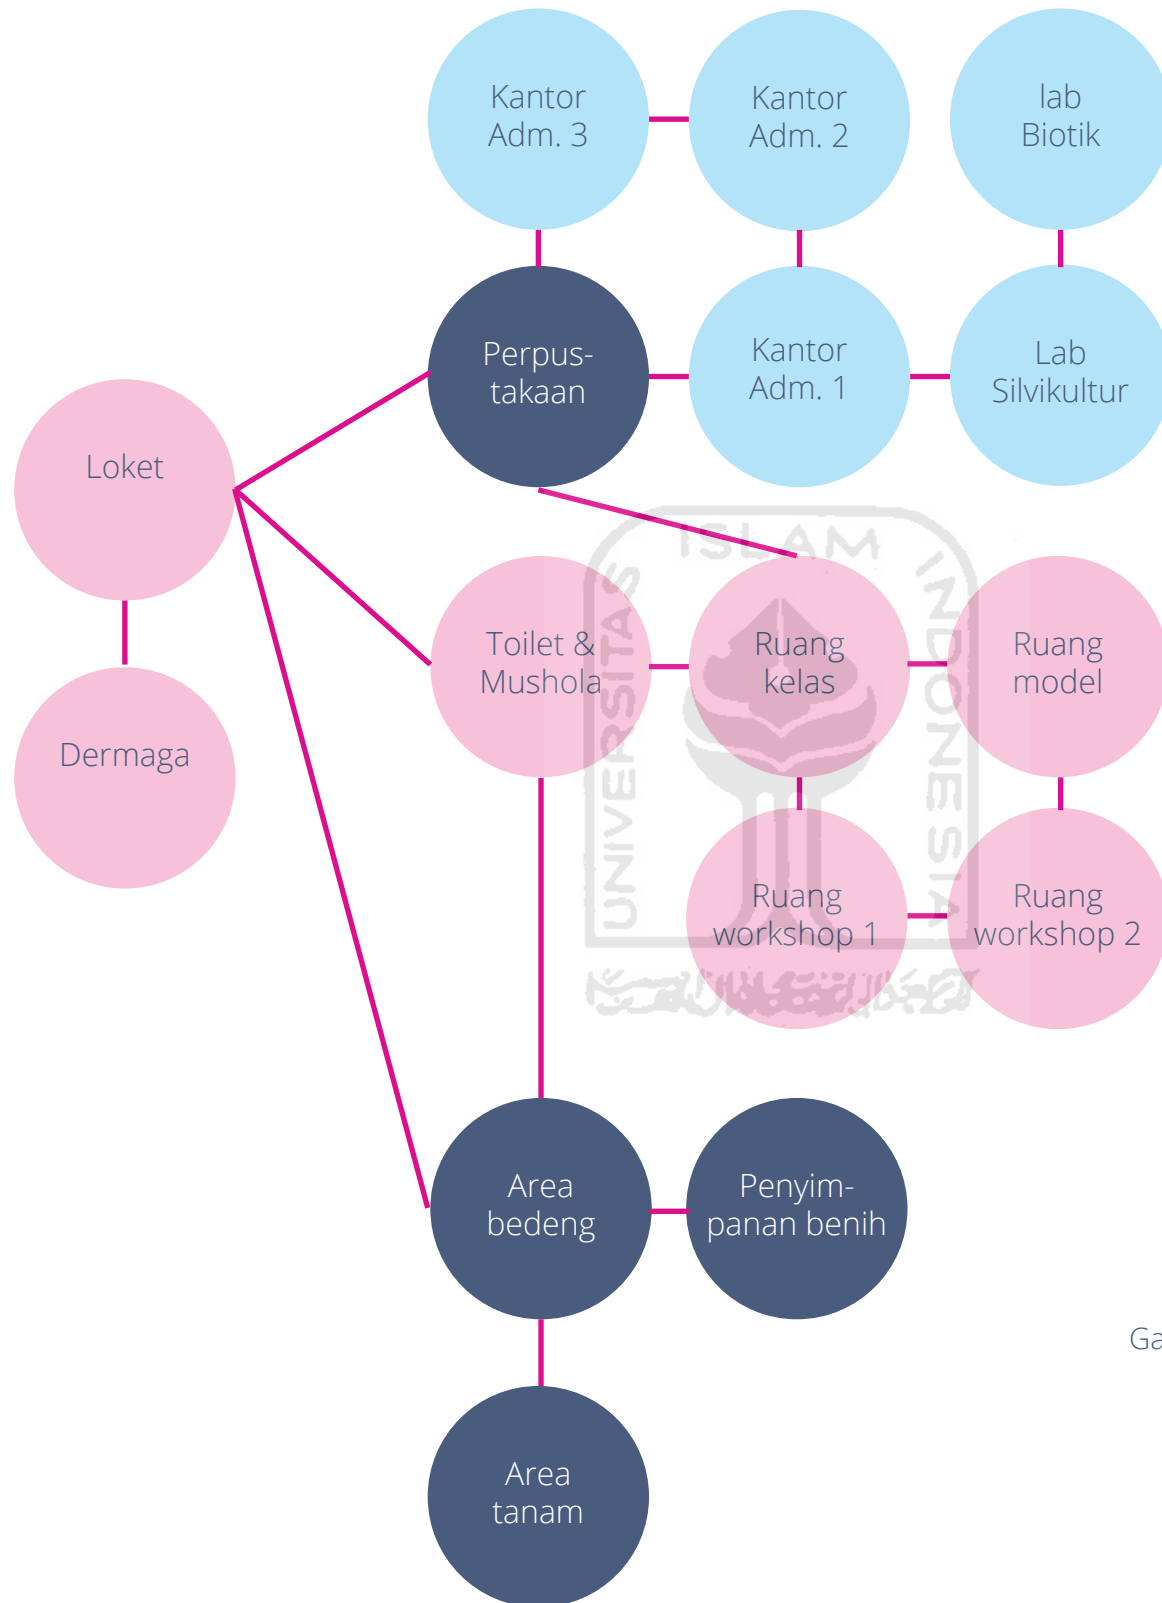 Kantor
Adm. 3
Kantor
Adm. 2
lab
Biotik
Perpus-
takaan
Kantor
Adm. 1
Lab
Silvikultur
Loket
Dermaga
Toilet &
Mushola
Ruang
kelas
Ruang
model
Ruang
workshop 1
Ruang
workshop 2
UNIVERSITAS
ISLAM
INDONESIA
Area
bedeng
Penyim-
panan benih
Area
tanam
Ga